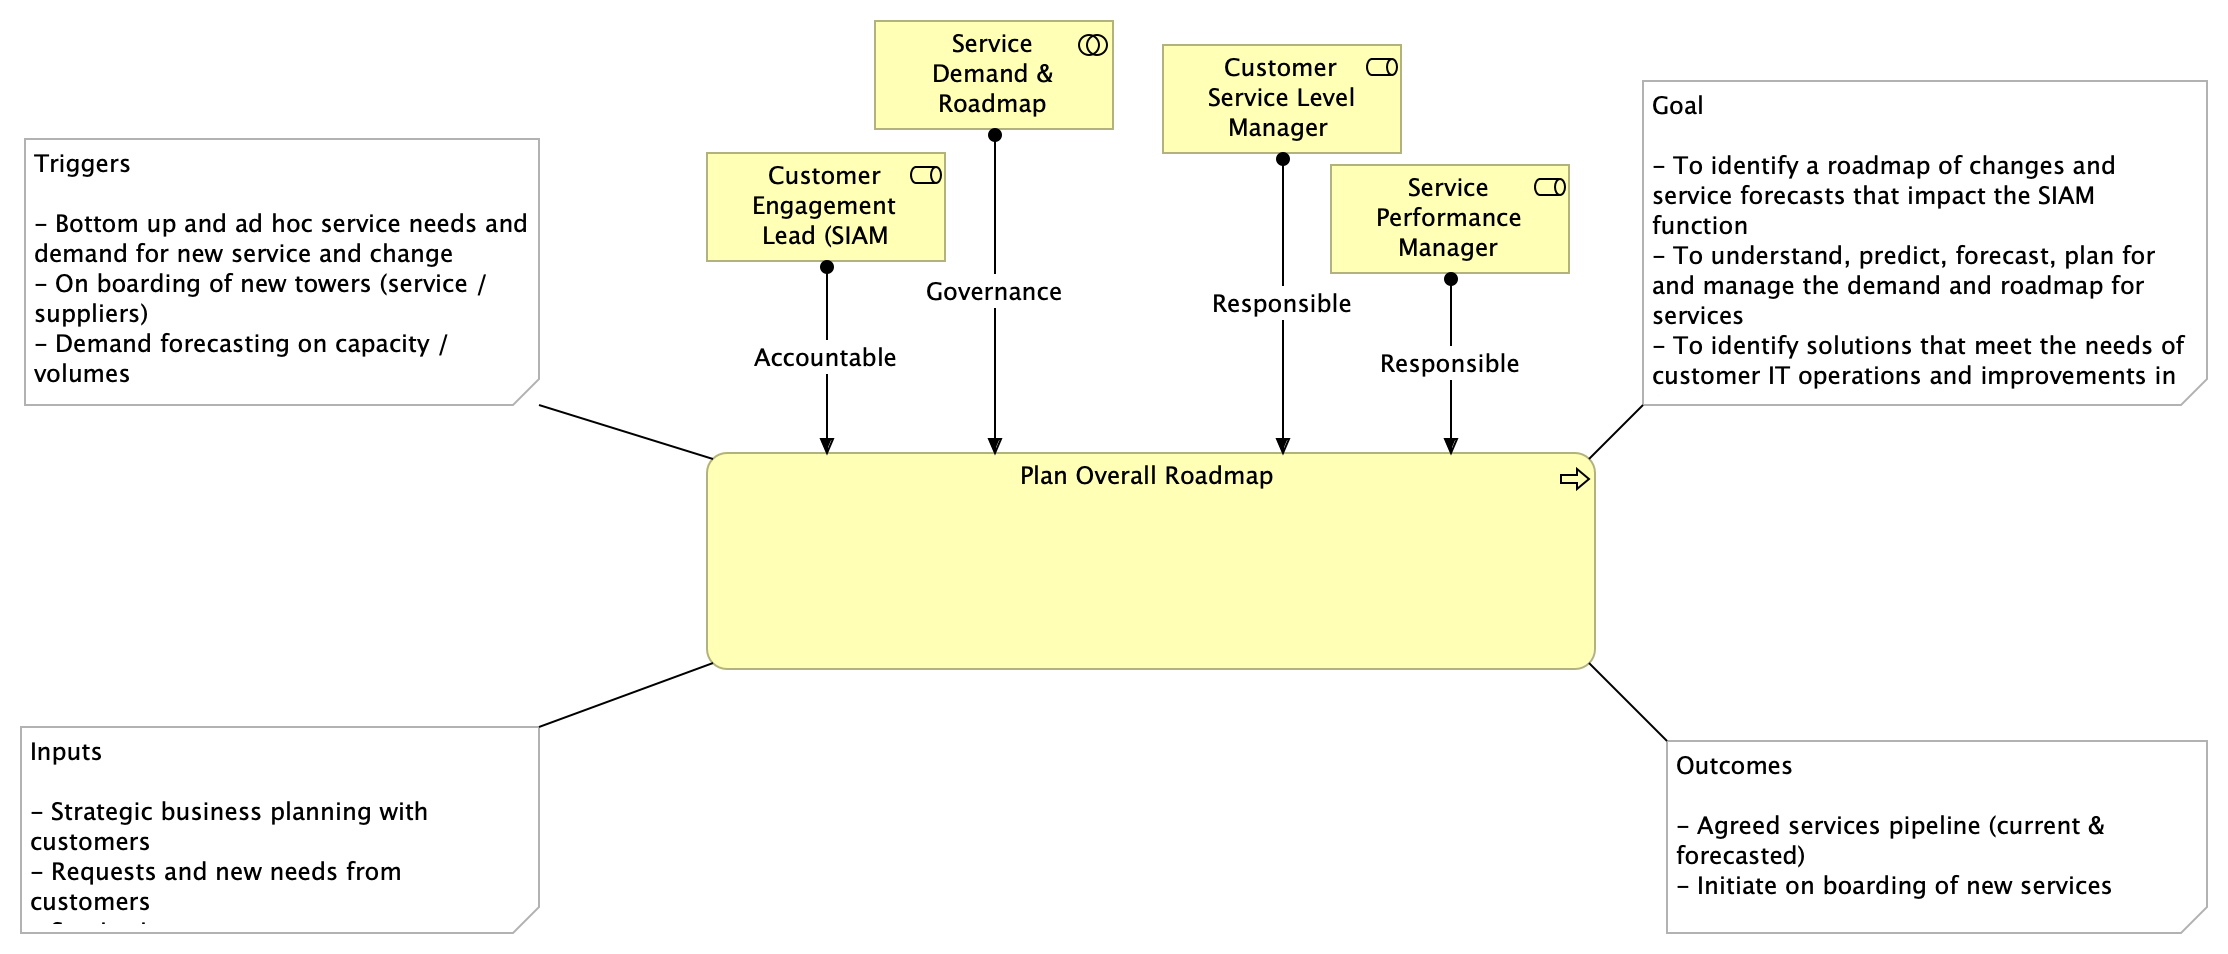 Service
Demand &
Roadmap
Customer
Service Level
Manager
Customer
Engagement
Lead (SIAM
Service
Performance
Manager
Triggers
– Bottom up and ad hoc service needs and
demand for new service and change
– On boarding of new towers (service /
suppliers)
– Demand forecasting on capacity /
volumes
Goal
– To identify a roadmap of changes and
service forecasts that impact the SIAM
function
– To understand, predict, forecast, plan for
and manage the demand and roadmap for
services
– To identify solutions that meet the needs of
customer IT operations and improvements in
Governance
Responsible
Accountable
Responsible
Plan Overall Roadmap
Inputs
– Strategic business planning with
customers
– Requests and new needs from
customers
Outcomes
– Agreed services pipeline (current &
forecasted)
– Initiate on boarding of new services